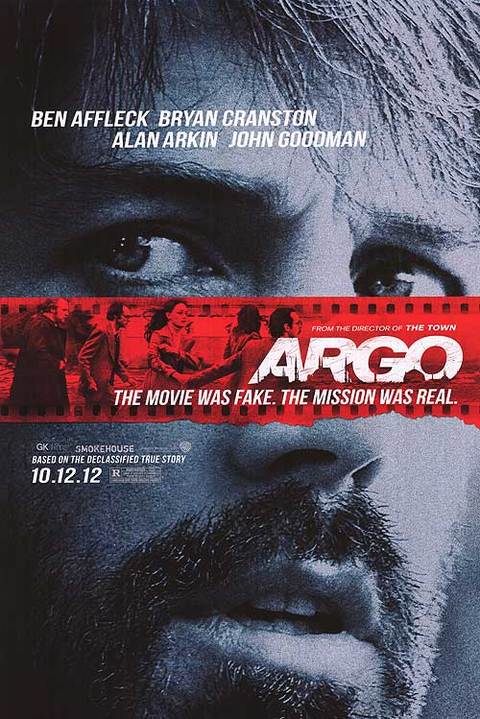 BEN AFFLECK BRYAN CRANSTON
ALAN ARKIN JOHN GOODMAN
FROM THE DIRECTOR OF THE TOWN
ARGO
THE MOVIE WAS FAKE. THE MISSION WAS REAL.
GK SMOKEHOUSE
BASED ON THE DECLASSIFIED TRUE STORY
10.12.12 R